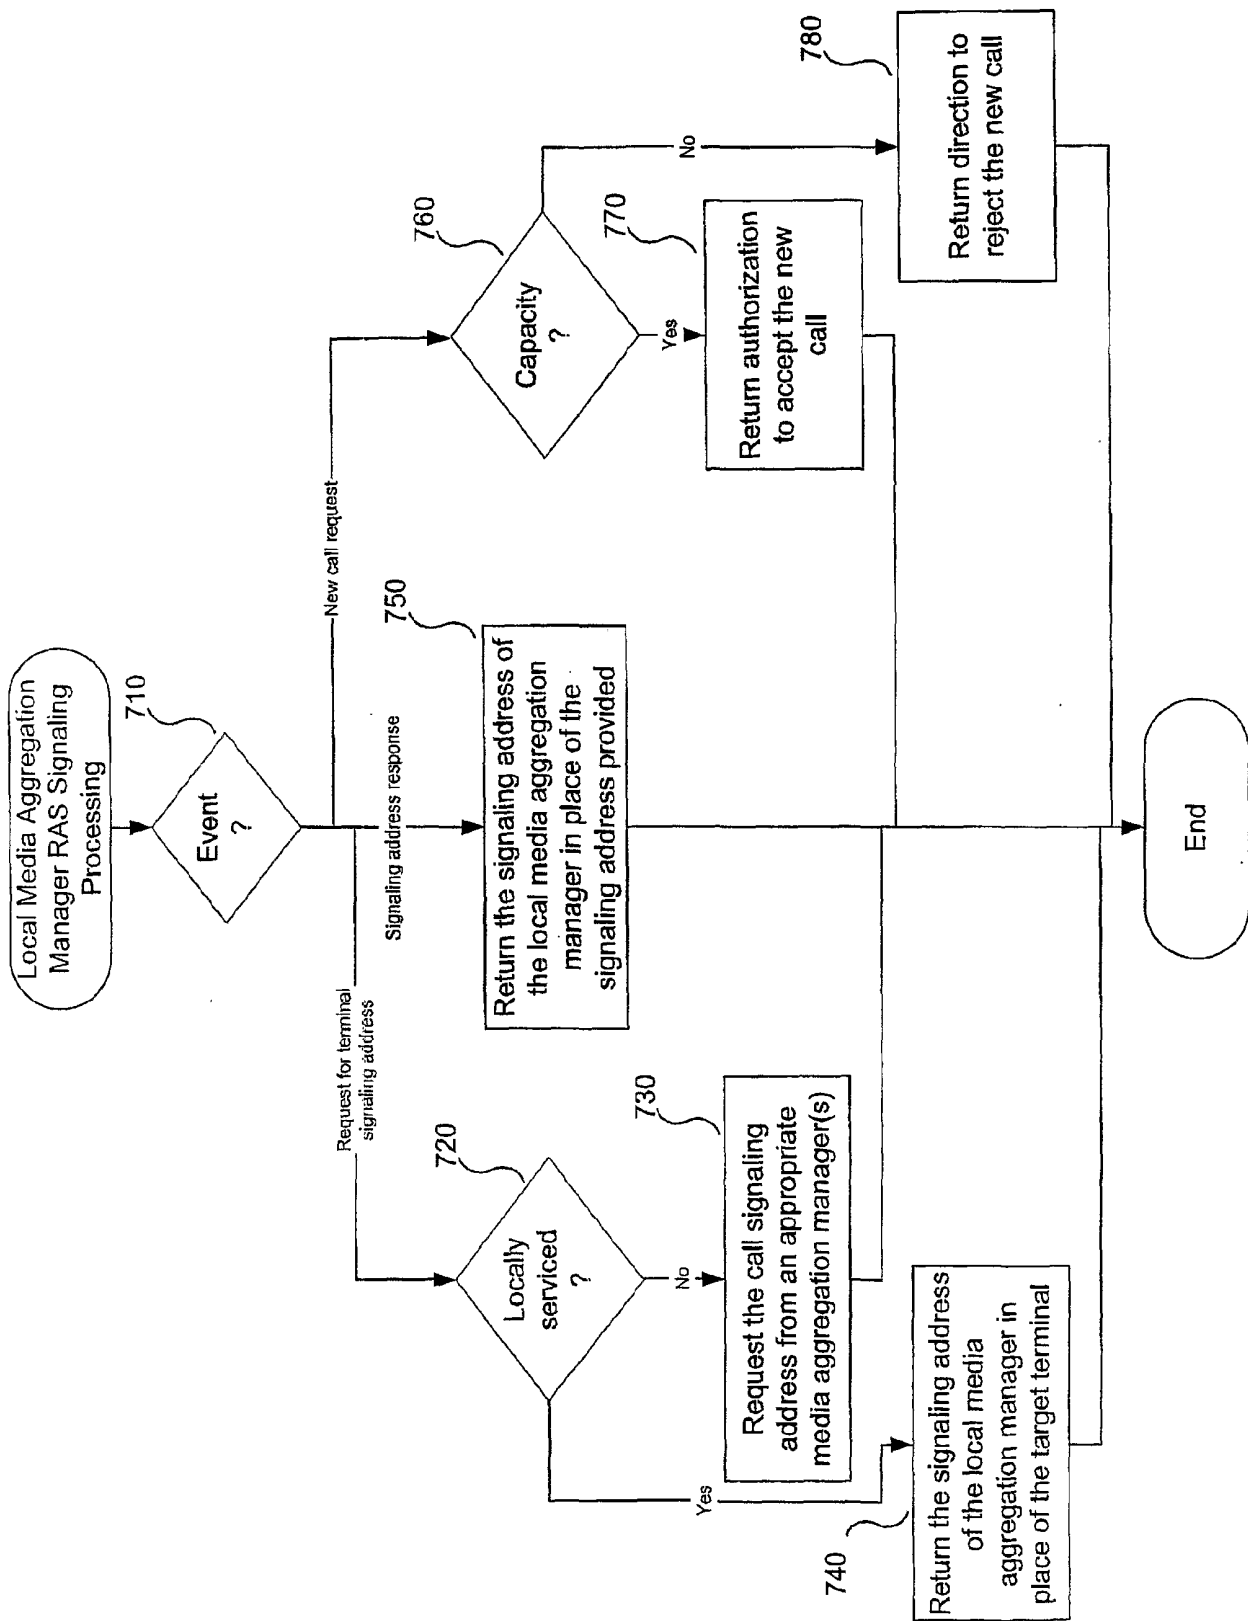 Local Media Aggregation
Manager RAS Signaling
Processing
710
Event
?
Request for terminal
signaling address
Signaling address response
New call request
720
Locally
serviced
?
No
Yes
730
Request the call signaling
address from an appropriate
media aggregation manager(s)
740
Return the signaling address
of the local media
aggregation manager in
place of the target terminal
750
Return the signaling address of
the local media aggregation
manager in place of the
signaling address provided
760
Capacity
?
Yes
No
770
Return authorization
to accept the new
call
780
Return direction to
reject the new call
End